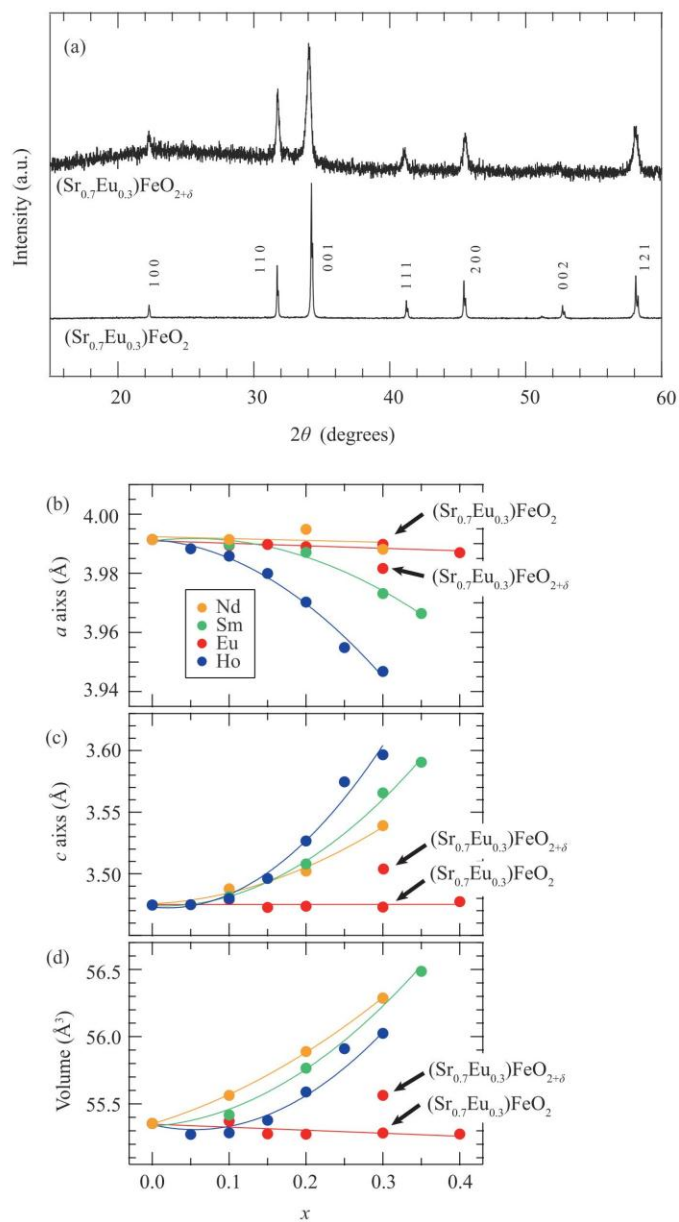 (a)
Intensity (a.u.)
(Sr₀.₇Eu₀.₃)FeO₂₊δ
1 0 0
1 1 0
0 0 1
1 1 1
2 0 0
0 0 2
1 2 1
(Sr₀.₇Eu₀.₃)FeO₂
20 30 40 50 60
2θ (degrees)
(b)
(Sr₀.₇Eu₀.₃)FeO₂
(Sr₀.₇Eu₀.₃)FeO₂₊δ
4.00
3.98
3.96
3.94
a aixs (Å)
Nd
Sm
Eu
Ho
(c)
3.60
3.55
3.50
c aixs (Å)
(Sr₀.₇Eu₀.₃)FeO₂₊δ
(Sr₀.₇Eu₀.₃)FeO₂
(d)
56.5
56.0
55.5
Volume (Å³)
(Sr₀.₇Eu₀.₃)FeO₂₊δ
(Sr₀.₇Eu₀.₃)FeO₂
0.0 0.1 0.2 0.3 0.4
x